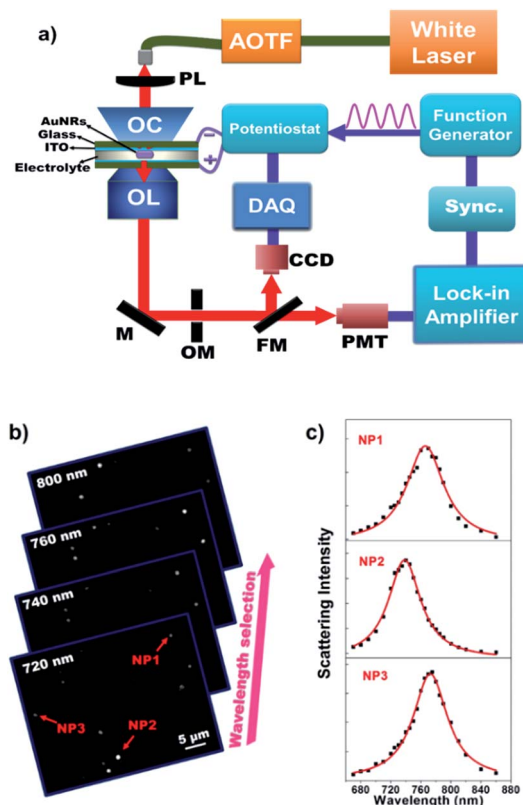 a)
AOTF
White
Laser
PL
AuNRs
Glass
ITO
Electrolyte
OC
OL
Potentiostat
Function
Generator
DAQ
Sync.
CCD
Lock-in
Amplifier
M
OM
FM
PMT
b)
800 nm
760 nm
740 nm
720 nm
NP1
NP3
NP2
5 µm
Wavelength selection
c)
NP1
NP2
NP3
Scattering Intensity
680 720 760 800 840 880
Wavelength (nm)